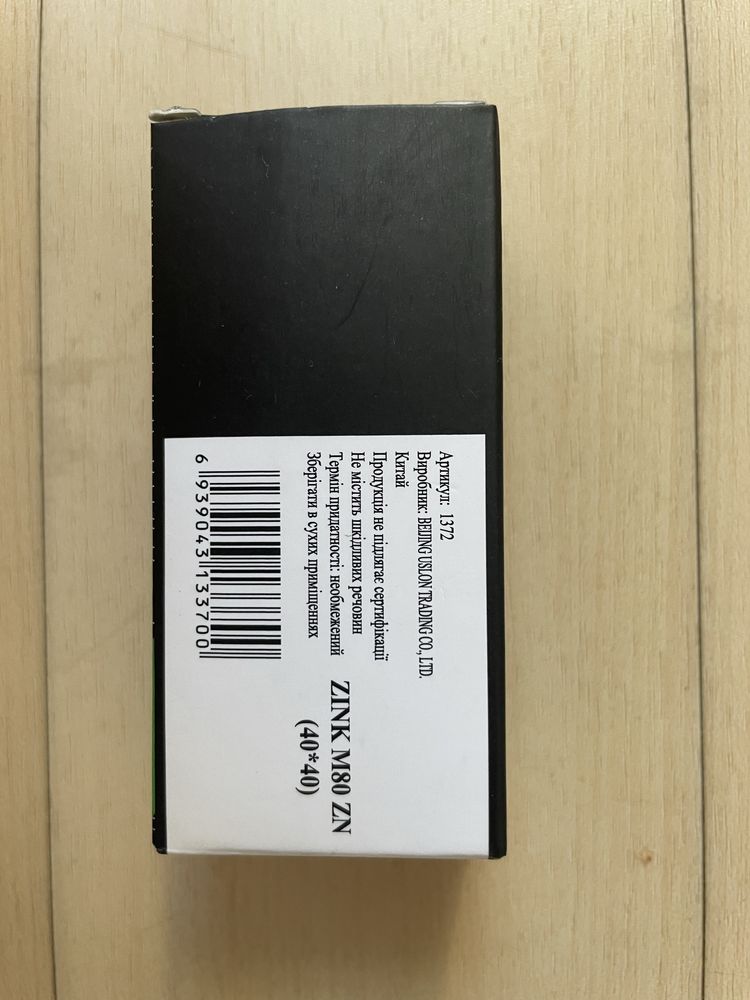 Артикул: 1372
Виробник: BEIJING USLON TRADING CO., LTD.
Китай
Продукція не підлягає сертифікації
Не містить шкідливих речовин
Термін придатності: необмежений
Зберігати в сухих приміщеннях
6 939043 133700
ZINK M80 ZN
(40*40)